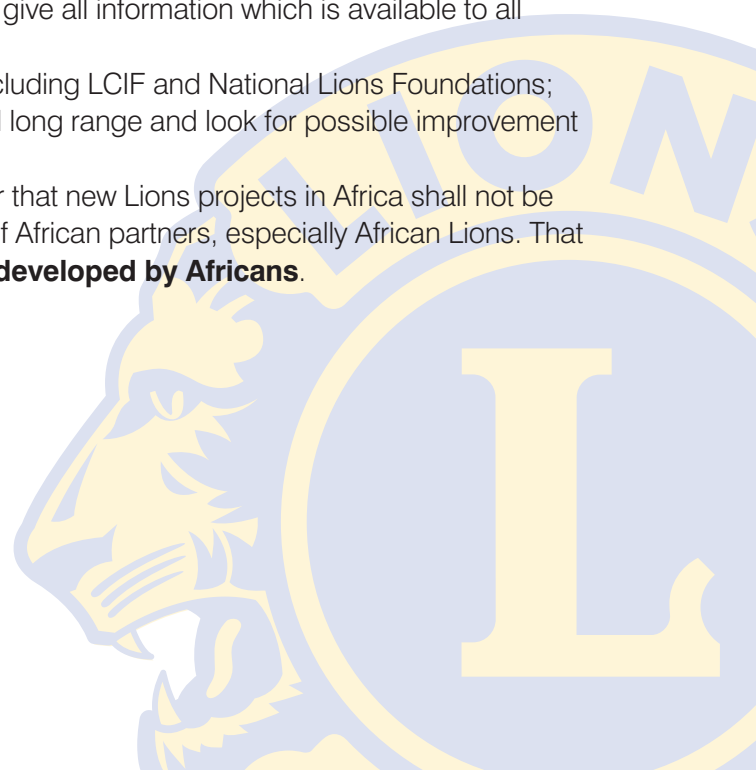 give all information which is available to all
cluding LCIF and National Lions Foundations;
long range and look for possible improvement
that new Lions projects in Africa shall not be
f African partners, especially African Lions. That
developed by Africans.
LIONS
L